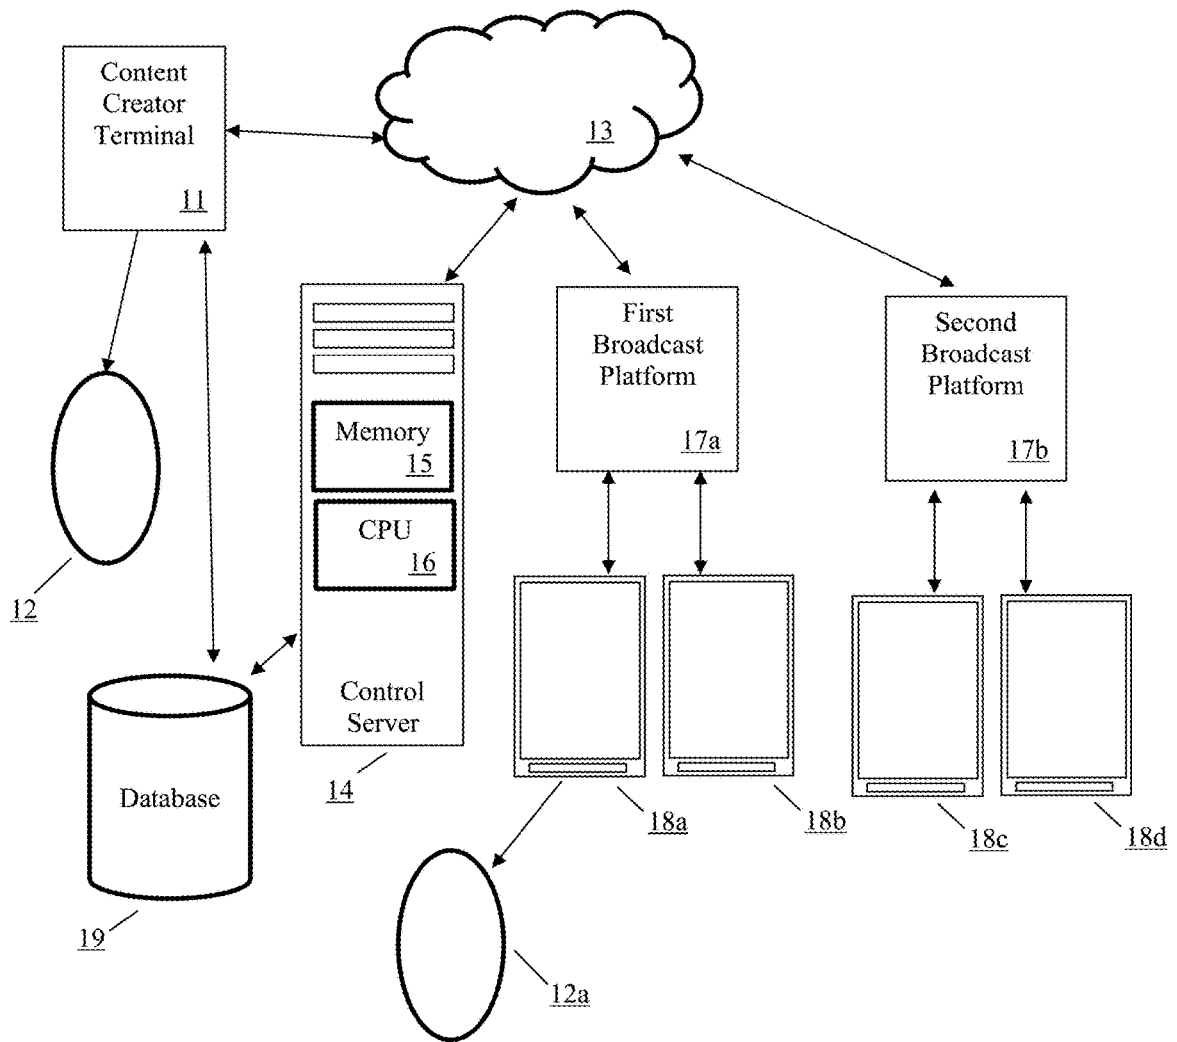 Content
Creator
Terminal
11
13
First
Broadcast
Platform
17a
Second
Broadcast
Platform
17b
Memory
15
CPU
16
12
Control
Server
14
Database
18a
18b
18c
18d
19
12a